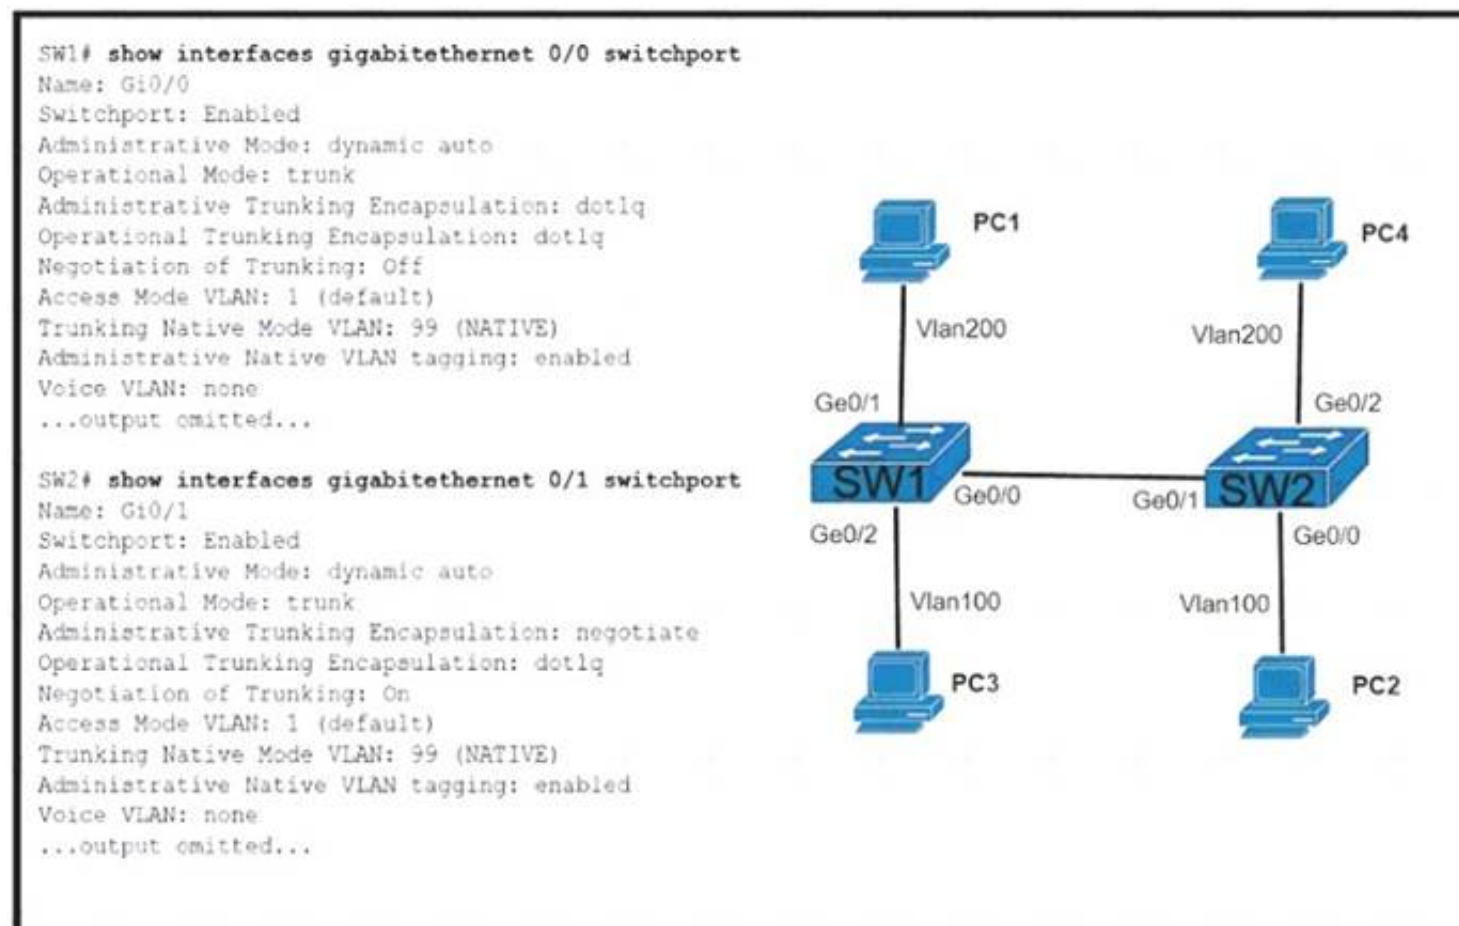 SW1# show interfaces gigabitethernet 0/0 switchport
Name: Gi0/0
Switchport: Enabled
Administrative Mode: dynamic auto
Operational Mode: trunk
Administrative Trunking Encapsulation: dot1q
Operational Trunking Encapsulation: dot1q
Negotiation of Trunking: Off
Access Mode VLAN: 1 (default)
Trunking Native Mode VLAN: 99 (NATIVE)
Administrative Native VLAN tagging: enabled
Voice VLAN: none
...output omitted...
SW2# show interfaces gigabitethernet 0/1 switchport
Name: Gi0/1
Switchport: Enabled
Administrative Mode: dynamic auto
Operational Mode: trunk
Administrative Trunking Encapsulation: negotiate
Operational Trunking Encapsulation: dot1q
Negotiation of Trunking: On
Access Mode VLAN: 1 (default)
Trunking Native Mode VLAN: 99 (NATIVE)
Administrative Native VLAN tagging: enabled
Voice VLAN: none
...output omitted...
PC1
PC4
Vlan200
Vlan200
Ge0/1
Ge0/2
SW1
SW2
Ge0/0
Ge0/1
Ge0/2
Ge0/0
Vlan100
Vlan100
PC3
PC2